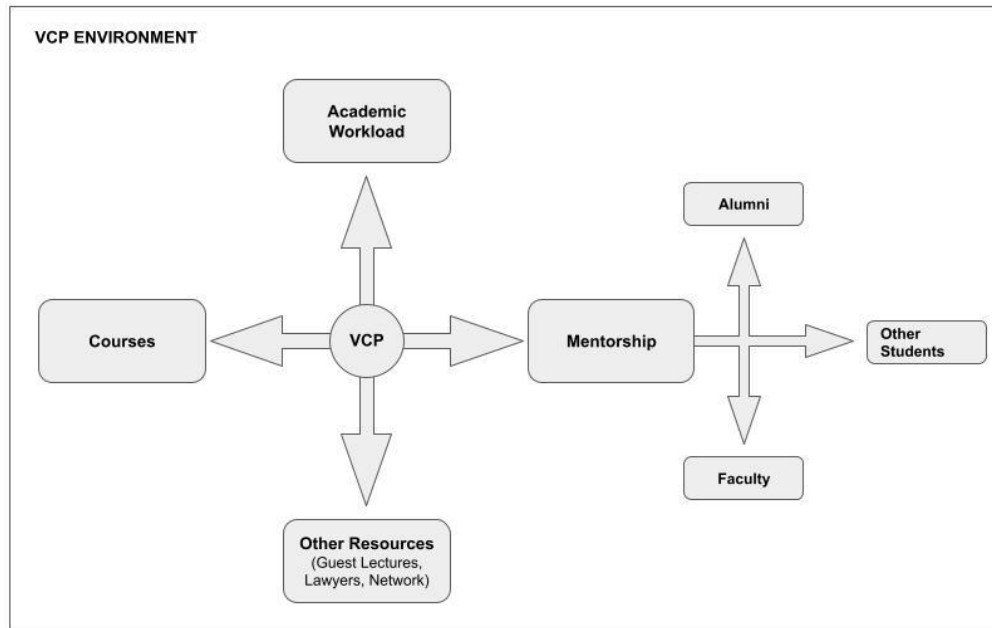 VCP ENVIRONMENT
Academic
Workload
Alumni
Courses
VCP
Mentorship
Other
Students
Faculty
Other Resources
(Guest Lectures,
Lawyers, Network)